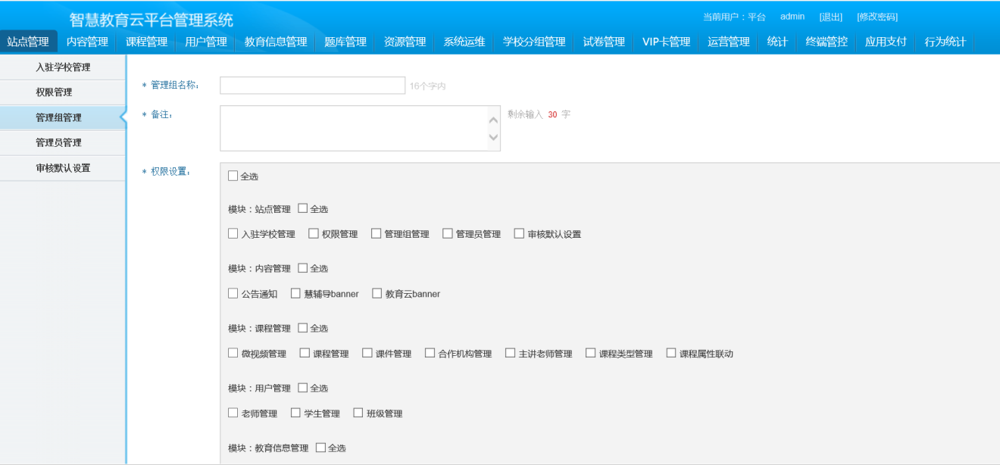 智慧教育云平台管理系统
当前用户：平台 admin [退出] [修改密码]
站点管理 内容管理 课程管理 用户管理 教育信息管理 题库管理 资源管理 系统运维 学校分组管理 试卷管理 VIP卡管理 运营管理 统计 终端管控 应用支付 行为统计
入驻学校管理
权限管理
管理组管理
管理员管理
审核默认设置
* 管理组名称： 16个字内
* 备注： 剩余输入 30 字
* 权限设置：
全选
模块：站点管理 全选
入驻学校管理 权限管理 管理组管理 管理员管理 审核默认设置
模块：内容管理 全选
公告通知 慧辅导banner 教育云banner
模块：课程管理 全选
微视频管理 课程管理 课件管理 合作机构管理 主讲老师管理 课程类型管理 课程属性联动
模块：用户管理 全选
老师管理 学生管理 班级管理
模块：教育信息管理 全选